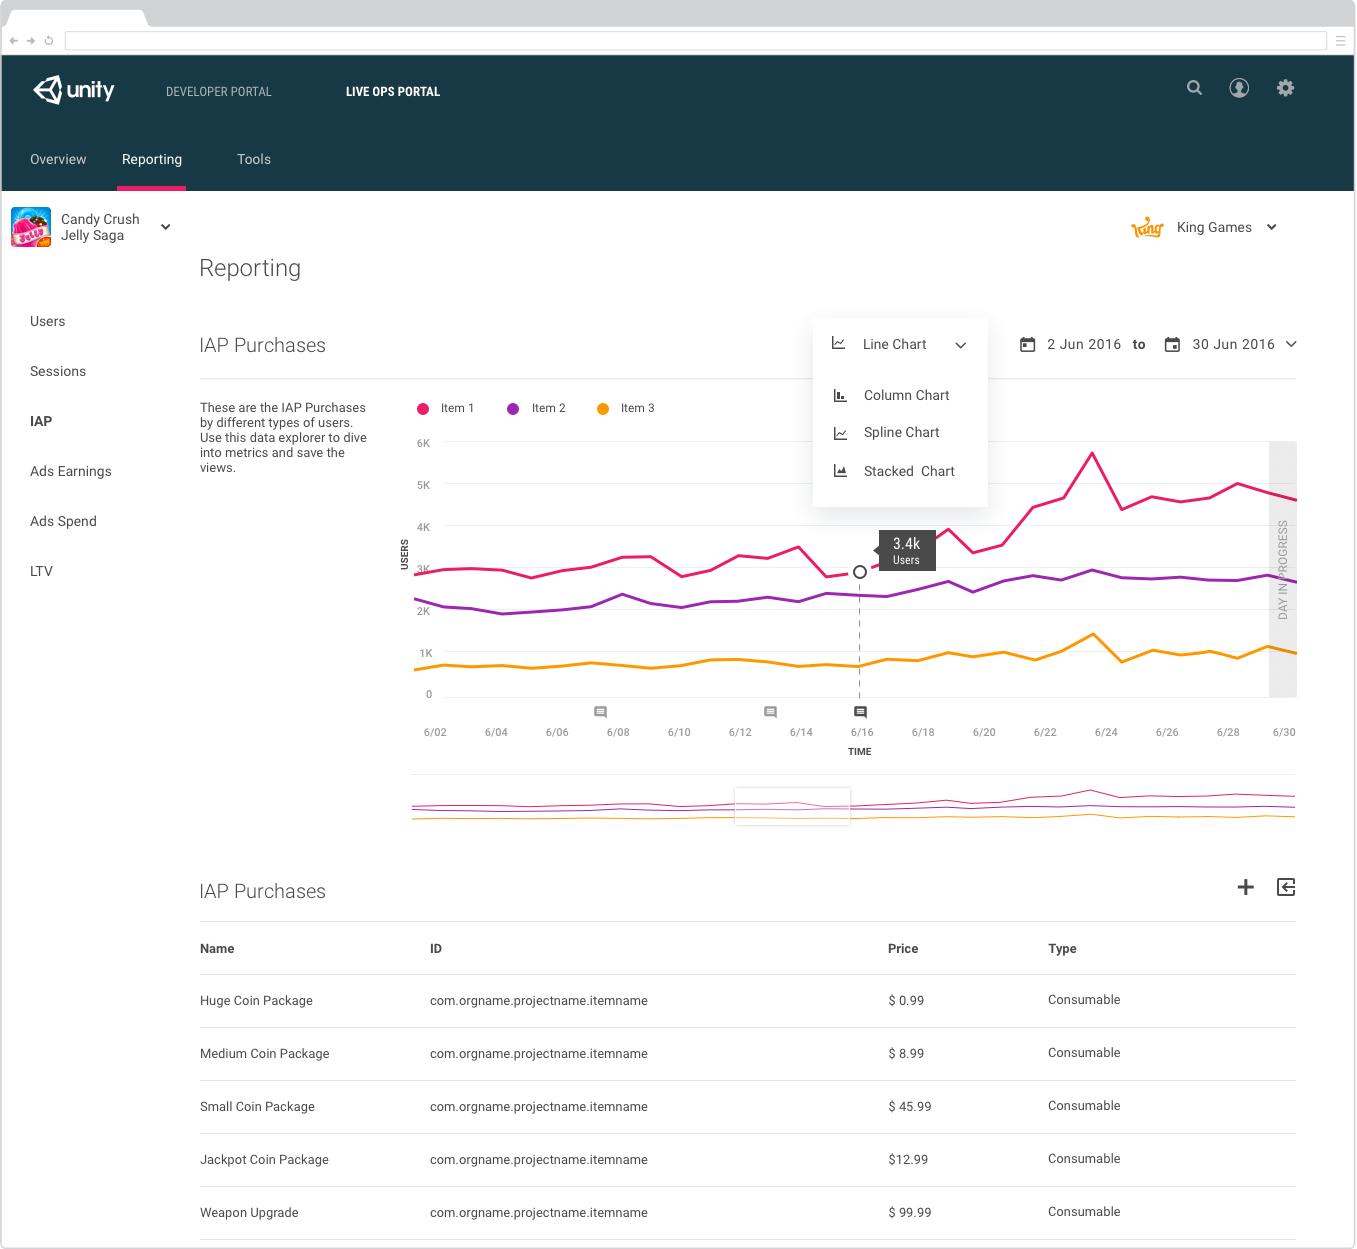 unity
DEVELOPER PORTAL
LIVE OPS PORTAL
Overview
Reporting
Tools
Candy Crush
Jelly Saga
King
King Games
Reporting
Users
Sessions
IAP
Ads Earnings
Ads Spend
LTV
IAP Purchases
Line Chart
Column Chart
Spline Chart
Stacked Chart
2 Jun 2016 to 30 Jun 2016
These are the IAP Purchases
by different types of users.
Use this data explorer to dive
into metrics and save the
views.
Item 1
Item 2
Item 3
6K
5K
4K
3K
2K
1K
0
USERS
3.4k
Users
DAY IN PROGRESS
6/02 6/04 6/06 6/08 6/10 6/12 6/14 6/16 6/18 6/20 6/22 6/24 6/26 6/28 6/30
TIME
IAP Purchases
Name ID Price Type
Huge Coin Package com.orgname.projectname.itemname $ 0.99 Consumable
Medium Coin Package com.orgname.projectname.itemname $ 8.99 Consumable
Small Coin Package com.orgname.projectname.itemname $ 45.99 Consumable
Jackpot Coin Package com.orgname.projectname.itemname $12.99 Consumable
Weapon Upgrade com.orgname.projectname.itemname $ 99.99 Consumable